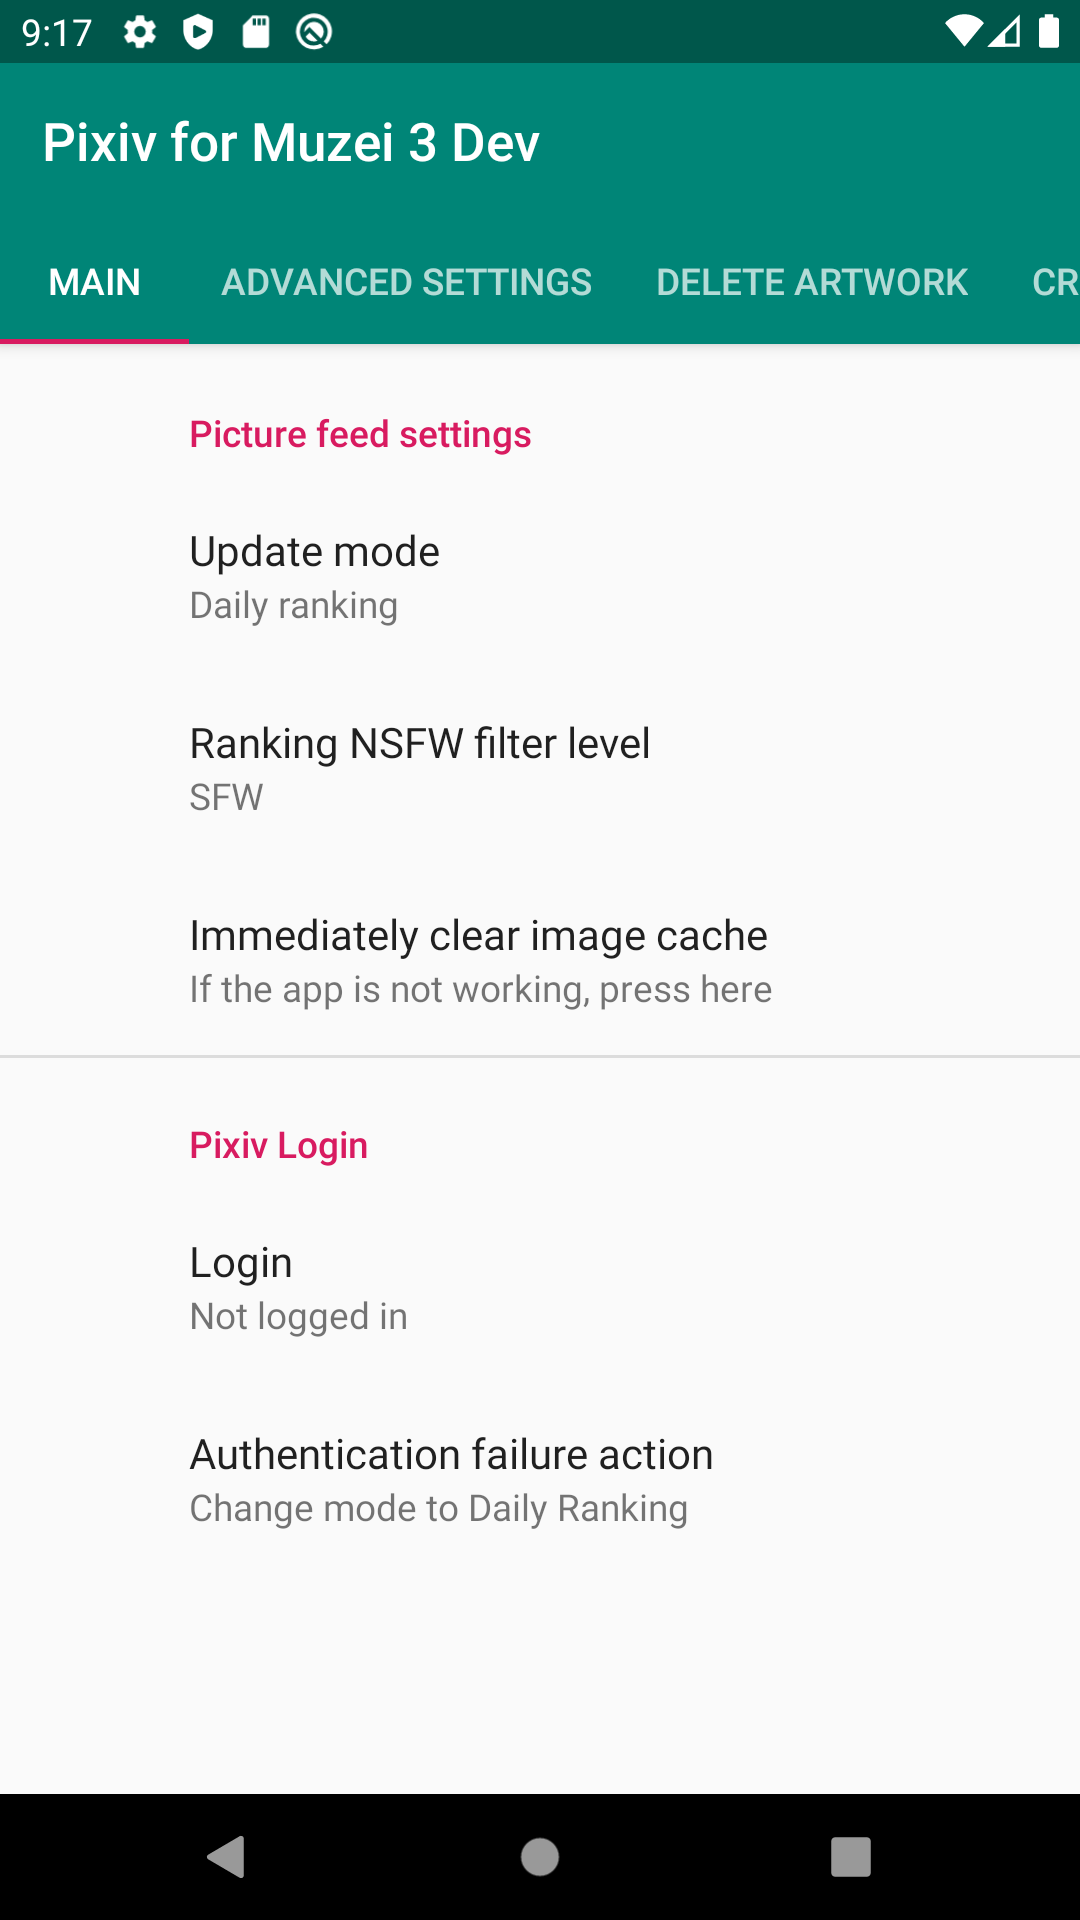 9:17
Pixiv for Muzei 3 Dev
MAIN
ADVANCED SETTINGS
DELETE ARTWORK
CR
Picture feed settings
Update mode
Daily ranking
Ranking NSFW filter level
SFW
Immediately clear image cache
If the app is not working, press here
Pixiv Login
Login
Not logged in
Authentication failure action
Change mode to Daily Ranking